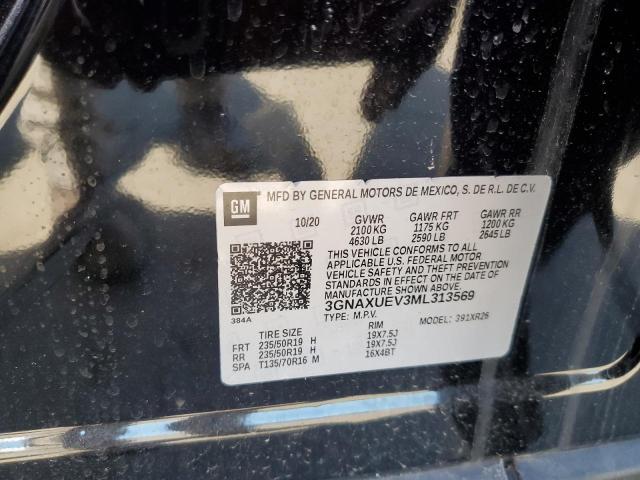 GM
MFD BY GENERAL MOTORS DE MEXICO, S. DE R.L. DE C.V.
10/20 GVWR GAWR FRT GAWR RR
2100 KG 1175 KG 1200 KG
4630 LB 2590 LB 2645 LB
THIS VEHICLE CONFORMS TO ALL
APPLICABLE U.S. FEDERAL MOTOR
VEHICLE SAFETY AND THEFT PREVENTION
STANDARDS IN EFFECT ON THE DATE OF
MANUFACTURE SHOWN ABOVE.
3GNAXUEV3ML313569
384A TYPE: M.P.V. MODEL: 391XR26
TIRE SIZE RIM
FRT 235/50R19 H 19X7.5J
RR 235/50R19 H 19X7.5J
SPA T135/70R16 M 16X4BT